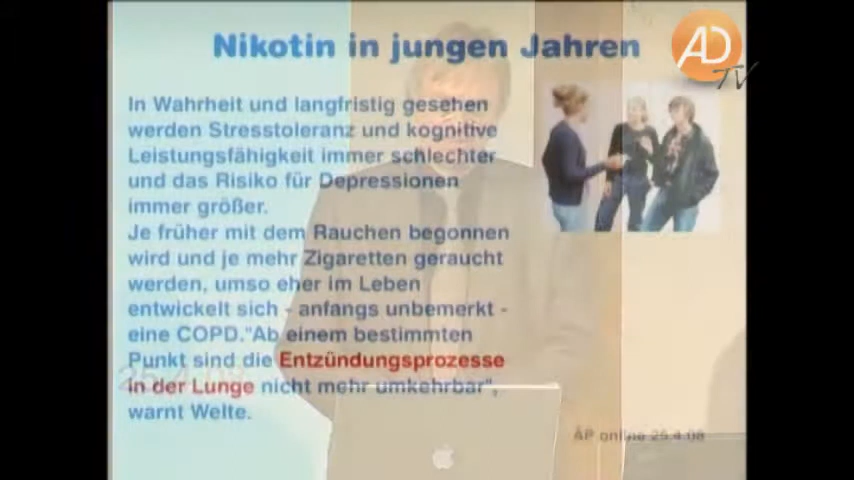 Nikotin in jungen Jahren
AD
TV
In Wahrheit und langfristig gesehen
werden Stresstoleranz und kognitive
Leistungsfähigkeit immer schlechter
und das Risiko für Depressionen
immer größer.
Je früher mit dem Rauchen begonnen
wird und je mehr Zigaretten geraucht
werden, umso eher im Leben
entwickelt sich - anfangs unbemerkt -
eine COPD."Ab einem bestimmten
Punkt sind die Entzündungsprozesse
in der Lunge nicht mehr umkehrbar",
warnt Welte.
ÄP online 25.4.08